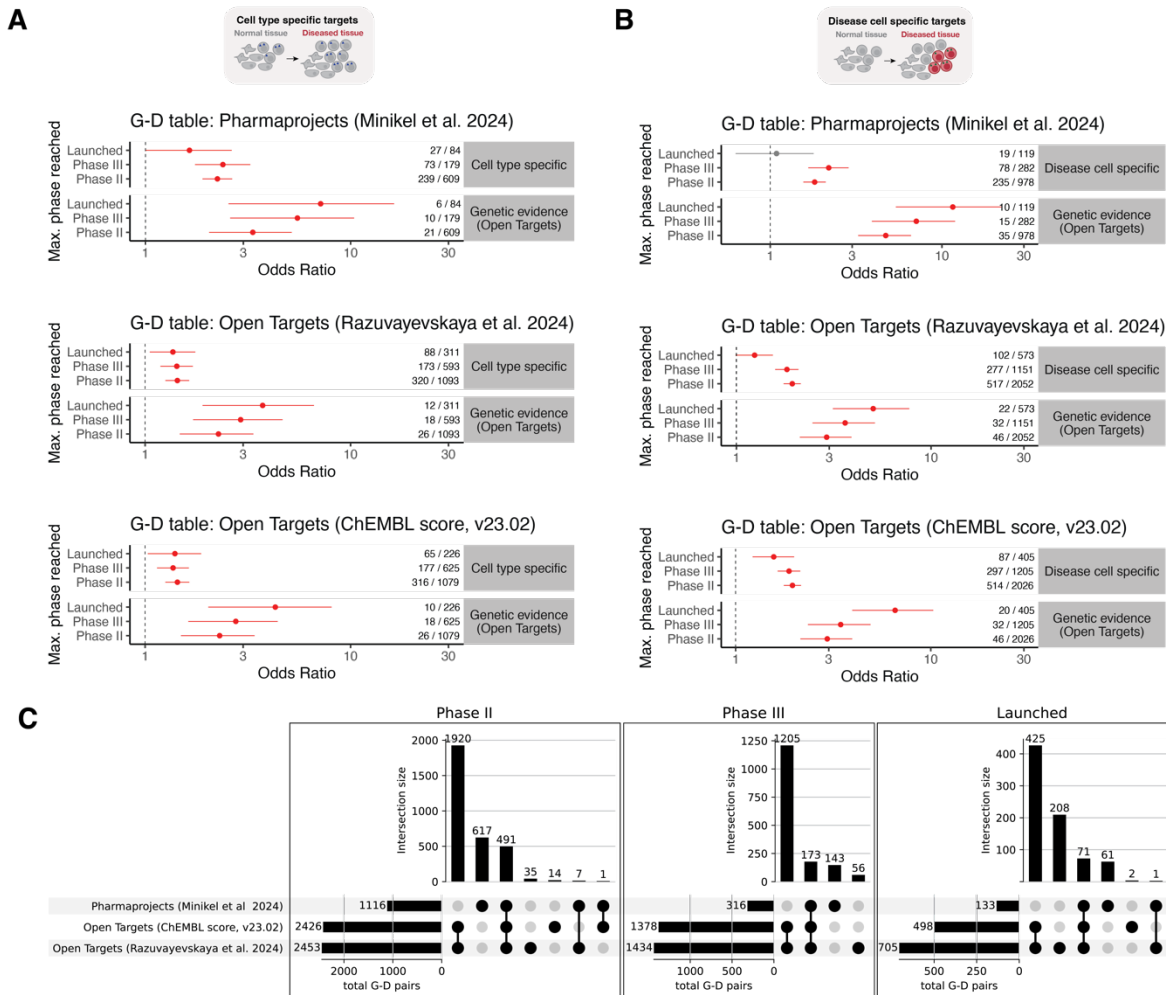 A
Cell type specific targets
Normal tissue Diseased tissue
G-D table: Pharmaprojects (Minikel et al. 2024)
Max. phase reached
Launched 27 / 84
Phase III 73 / 179
Phase II 239 / 609
Cell type specific
Launched 6 / 84
Phase III 10 / 179
Phase II 21 / 609
Genetic evidence
(Open Targets)
1 3 10 30
Odds Ratio
G-D table: Open Targets (Razuvayevskaya et al. 2024)
Max. phase reached
Launched 88 / 311
Phase III 173 / 593
Phase II 320 / 1093
Cell type specific
Launched 12 / 311
Phase III 18 / 593
Phase II 26 / 1093
Genetic evidence
(Open Targets)
1 3 10 30
Odds Ratio
G-D table: Open Targets (ChEMBL score, v23.02)
Max. phase reached
Launched 65 / 226
Phase III 177 / 625
Phase II 316 / 1079
Cell type specific
Launched 10 / 226
Phase III 18 / 625
Phase II 26 / 1079
Genetic evidence
(Open Targets)
1 3 10 30
Odds Ratio
B
Disease cell specific targets
Normal tissue Diseased tissue
G-D table: Pharmaprojects (Minikel et al. 2024)
Max. phase reached
Launched 19 / 119
Phase III 78 / 282
Phase II 235 / 978
Disease cell specific
Launched 10 / 119
Phase III 15 / 282
Phase II 35 / 978
Genetic evidence
(Open Targets)
1 3 10 30
Odds Ratio
G-D table: Open Targets (Razuvayevskaya et al. 2024)
Max. phase reached
Launched 102 / 573
Phase III 277 / 1151
Phase II 517 / 2052
Disease cell specific
Launched 22 / 573
Phase III 32 / 1151
Phase II 46 / 2052
Genetic evidence
(Open Targets)
1 3 10 30
Odds Ratio
G-D table: Open Targets (ChEMBL score, v23.02)
Max. phase reached
Launched 87 / 405
Phase III 297 / 1205
Phase II 514 / 2026
Disease cell specific
Launched 20 / 405
Phase III 32 / 1205
Phase II 46 / 2026
Genetic evidence
(Open Targets)
1 3 10 30
Odds Ratio
C
Phase II
Intersection size
2000
1500
1000
500
0
1920 617 491 35 14 7 1
Phase III
Intersection size
1250
1000
750
500
250
0
1205 173 143 56
Launched
Intersection size
400
300
200
100
425 208 71 61 2 1
Pharmaprojects (Minikel et al 2024) 1116 316 133
Open Targets (ChEMBL score, v23.02) 2426 1378 498
Open Targets (Razuvayevskaya et al. 2024) 2453 1434 705
2000 1000 0
total G-D pairs
1000 500 0
total G-D pairs
500 250 0
total G-D pairs